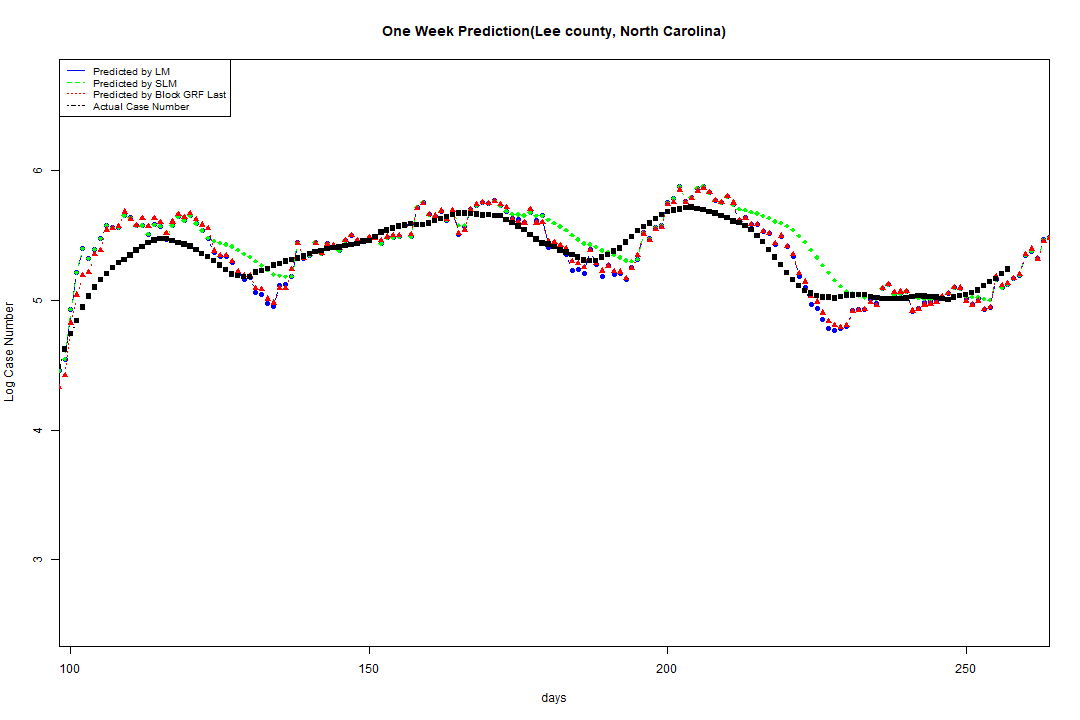 One Week Prediction(Lee county, North Carolina)
Predicted by LM
Predicted by SLM
Predicted by Block GRF Last
Actual Case Number
6
5
4
3
Log Case Number
100 150 200 250
days